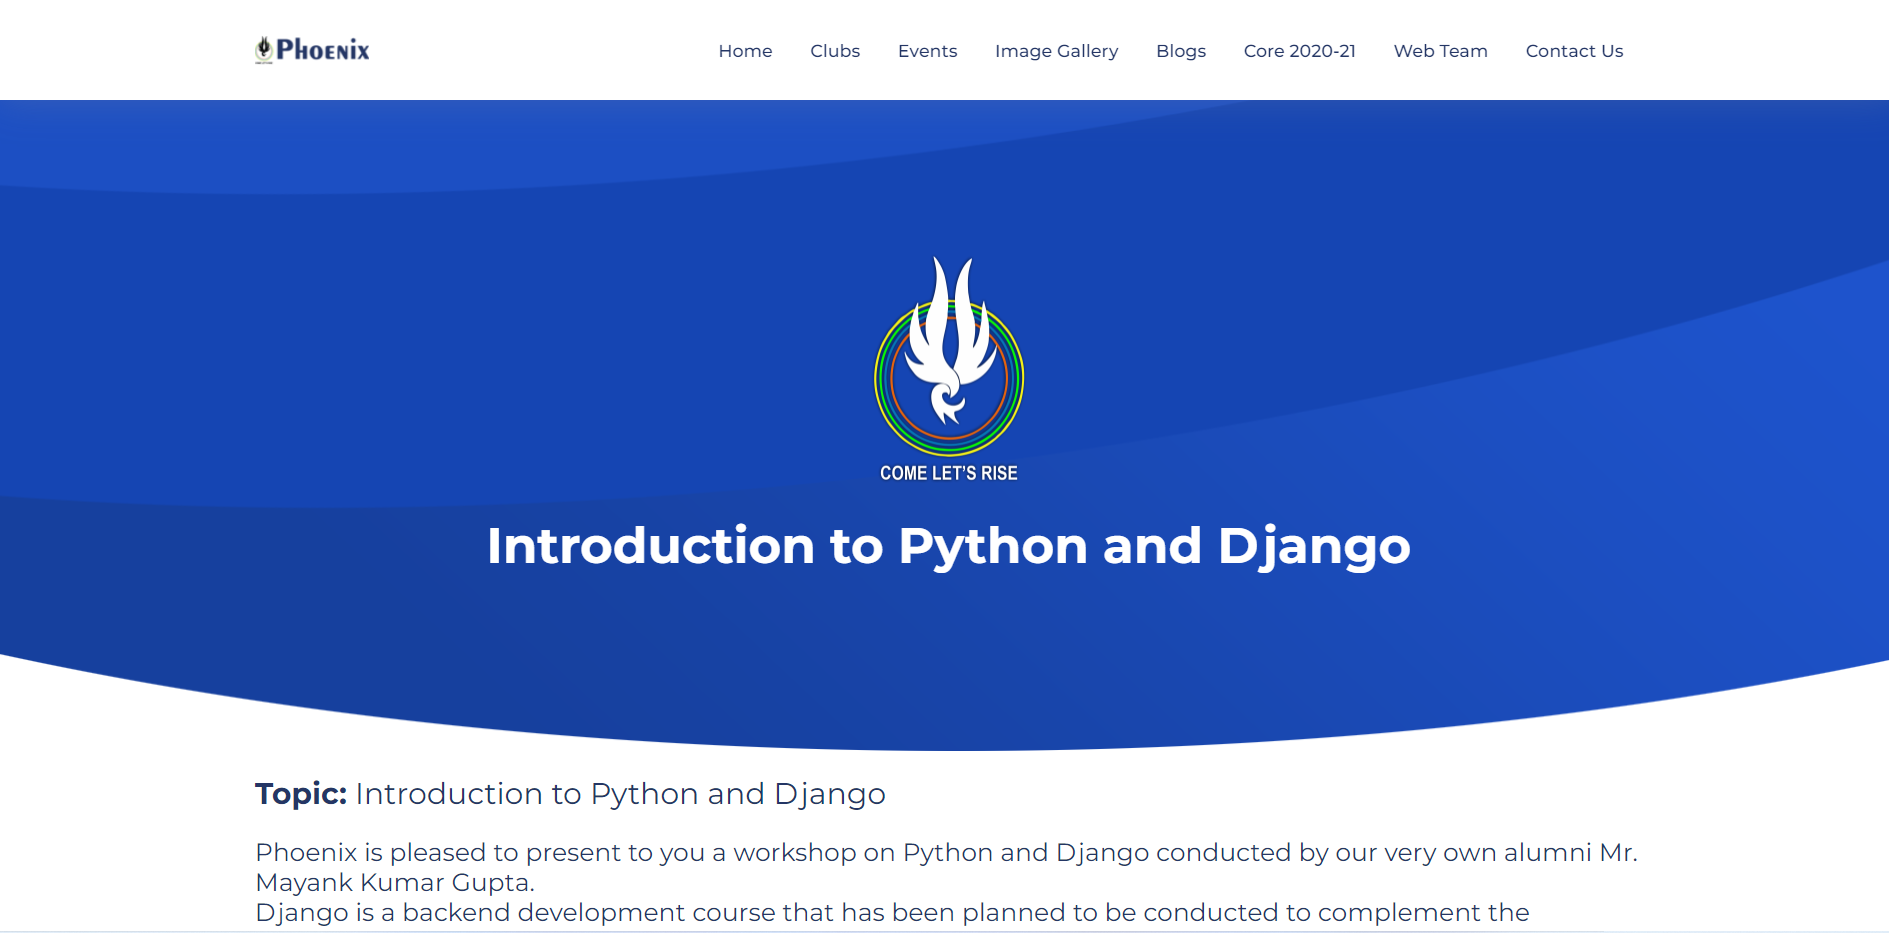 Phoenix
Home Clubs Events Image Gallery Blogs Core 2020-21 Web Team Contact Us
COME LET'S RISE
Introduction to Python and Django
Topic: Introduction to Python and Django
Phoenix is pleased to present to you a workshop on Python and Django conducted by our very own alumni Mr.
Mayank Kumar Gupta.
Django is a backend development course that has been planned to be conducted to complement the